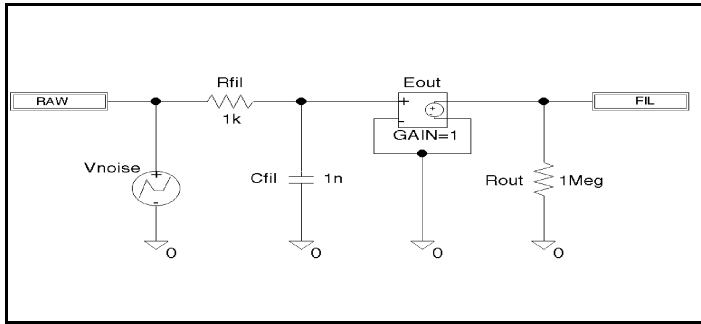 Rfil
Eout
RAW
FIL
+
+
1k
-
GAIN=1
Vnoise
+
-
Cfil
1n
Rout
1Meg
0
0
0
0